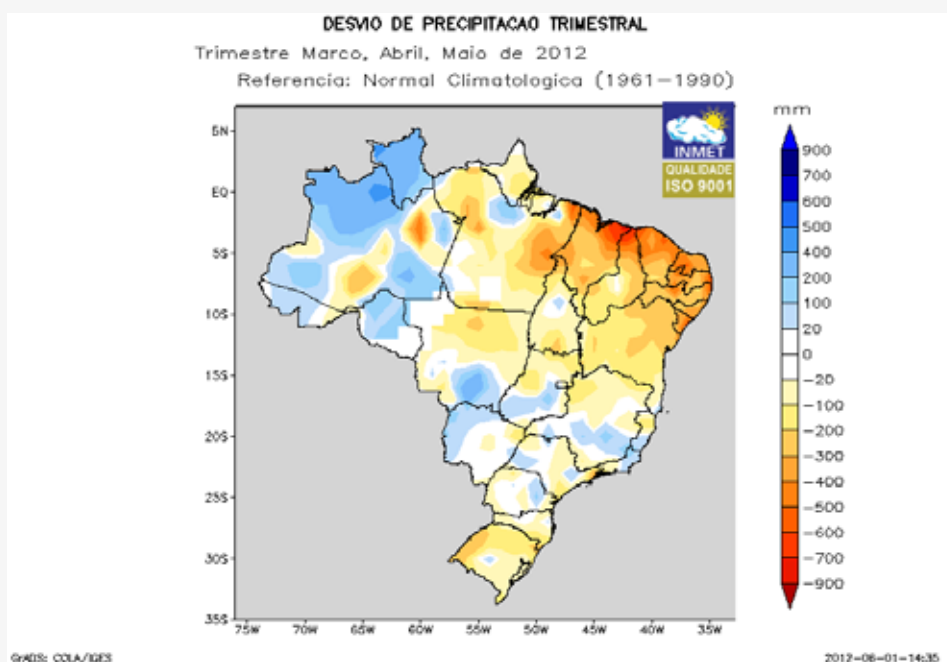 DESVIO DE PRECIPITACAO TRIMESTRAL
Trimestre Marco, Abril, Maio de 2012
Referencia: Normal Climatologica (1961-1990)
mm
INMET
QUALIDADE
ISO 9001
5N
EQ
5S
10S
15S
20S
25S
30S
35S
75W
70W
65W
60W
55W
50W
45W
40W
35W
900
700
600
400
200
100
20
0
-20
-100
-200
-300
-400
-600
-700
-900
GrADS: COLA/IGES
2012-06-01-14:35